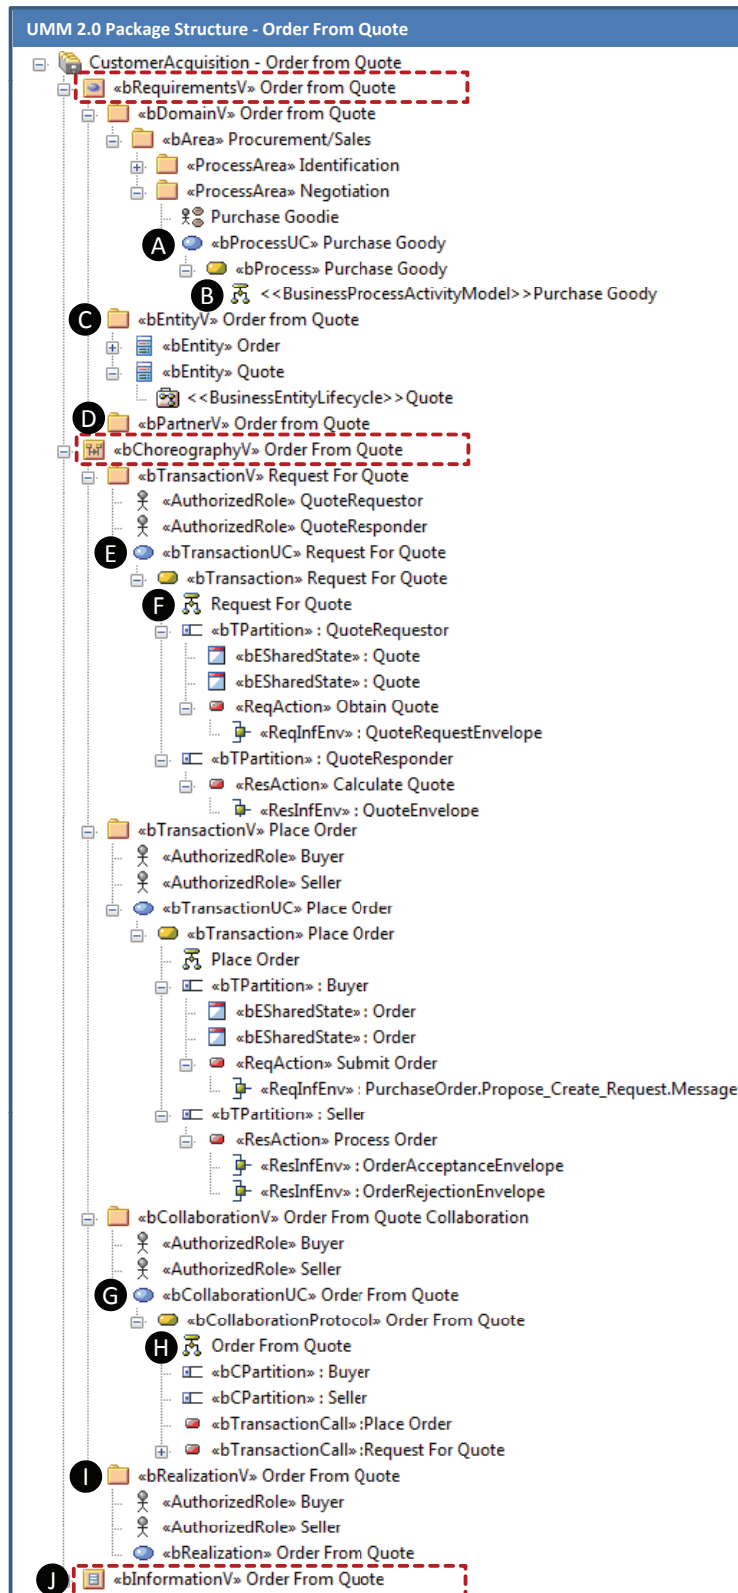 UMM 2.0 Package Structure - Order From Quote
CustomerAcquisition - Order from Quote
«bRequirementsV» Order from Quote
«bDomainV» Order from Quote
«bArea» Procurement/Sales
«ProcessArea» Identification
«ProcessArea» Negotiation
Purchase Goodie
A «bProcessUC» Purchase Goody
«bProcess» Purchase Goody
B <<BusinessProcessActivityModel>>Purchase Goody
C «bEntityV» Order from Quote
«bEntity» Order
«bEntity» Quote
<<BusinessEntityLifecycle>>Quote
D «bPartnerV» Order from Quote
«bChoreographyV» Order From Quote
«bTransactionV» Request For Quote
«AuthorizedRole» QuoteRequestor
«AuthorizedRole» QuoteResponder
E «bTransactionUC» Request For Quote
«bTransaction» Request For Quote
F Request For Quote
«bTPartition» : QuoteRequestor
«bESharedState» : Quote
«bESharedState» : Quote
«ReqAction» Obtain Quote
«ReqInfEnv» : QuoteRequestEnvelope
«bTPartition» : QuoteResponder
«ResAction» Calculate Quote
«ResInfEnv» : QuoteEnvelope
«bTransactionV» Place Order
«AuthorizedRole» Buyer
«AuthorizedRole» Seller
«bTransactionUC» Place Order
«bTransaction» Place Order
Place Order
«bTPartition» : Buyer
«bESharedState» : Order
«bESharedState» : Order
«ReqAction» Submit Order
«ReqInfEnv» : PurchaseOrder.Propose_Create_Request.Message
«bTPartition» : Seller
«ResAction» Process Order
«ResInfEnv» : OrderAcceptanceEnvelope
«ResInfEnv» : OrderRejectionEnvelope
«bCollaborationV» Order From Quote Collaboration
«AuthorizedRole» Buyer
«AuthorizedRole» Seller
G «bCollaborationUC» Order From Quote
«bCollaborationProtocol» Order From Quote
H Order From Quote
«bCPartition» : Buyer
«bCPartition» : Seller
«bTransactionCall» :Place Order
«bTransactionCall» :Request For Quote
I «bRealizationV» Order From Quote
«AuthorizedRole» Buyer
«AuthorizedRole» Seller
«bRealization» Order From Quote
J «bInformationV» Order From Quote